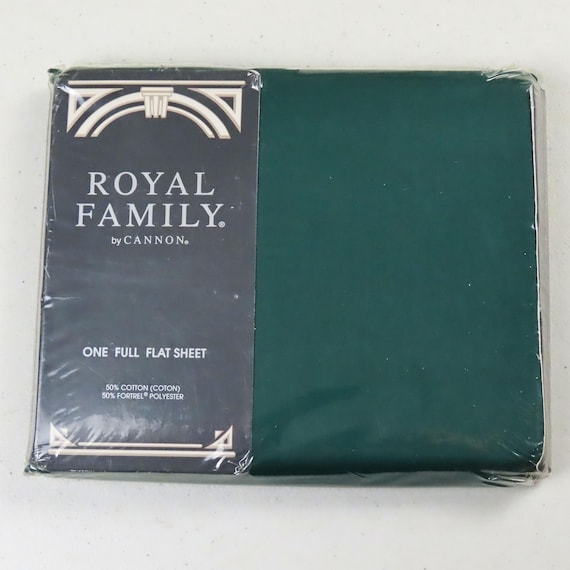 ROYAL
FAMILY®
by CANNON®
ONE FULL FLAT SHEET
50% COTTON (COTON)
50% FORTREL® POLYESTER